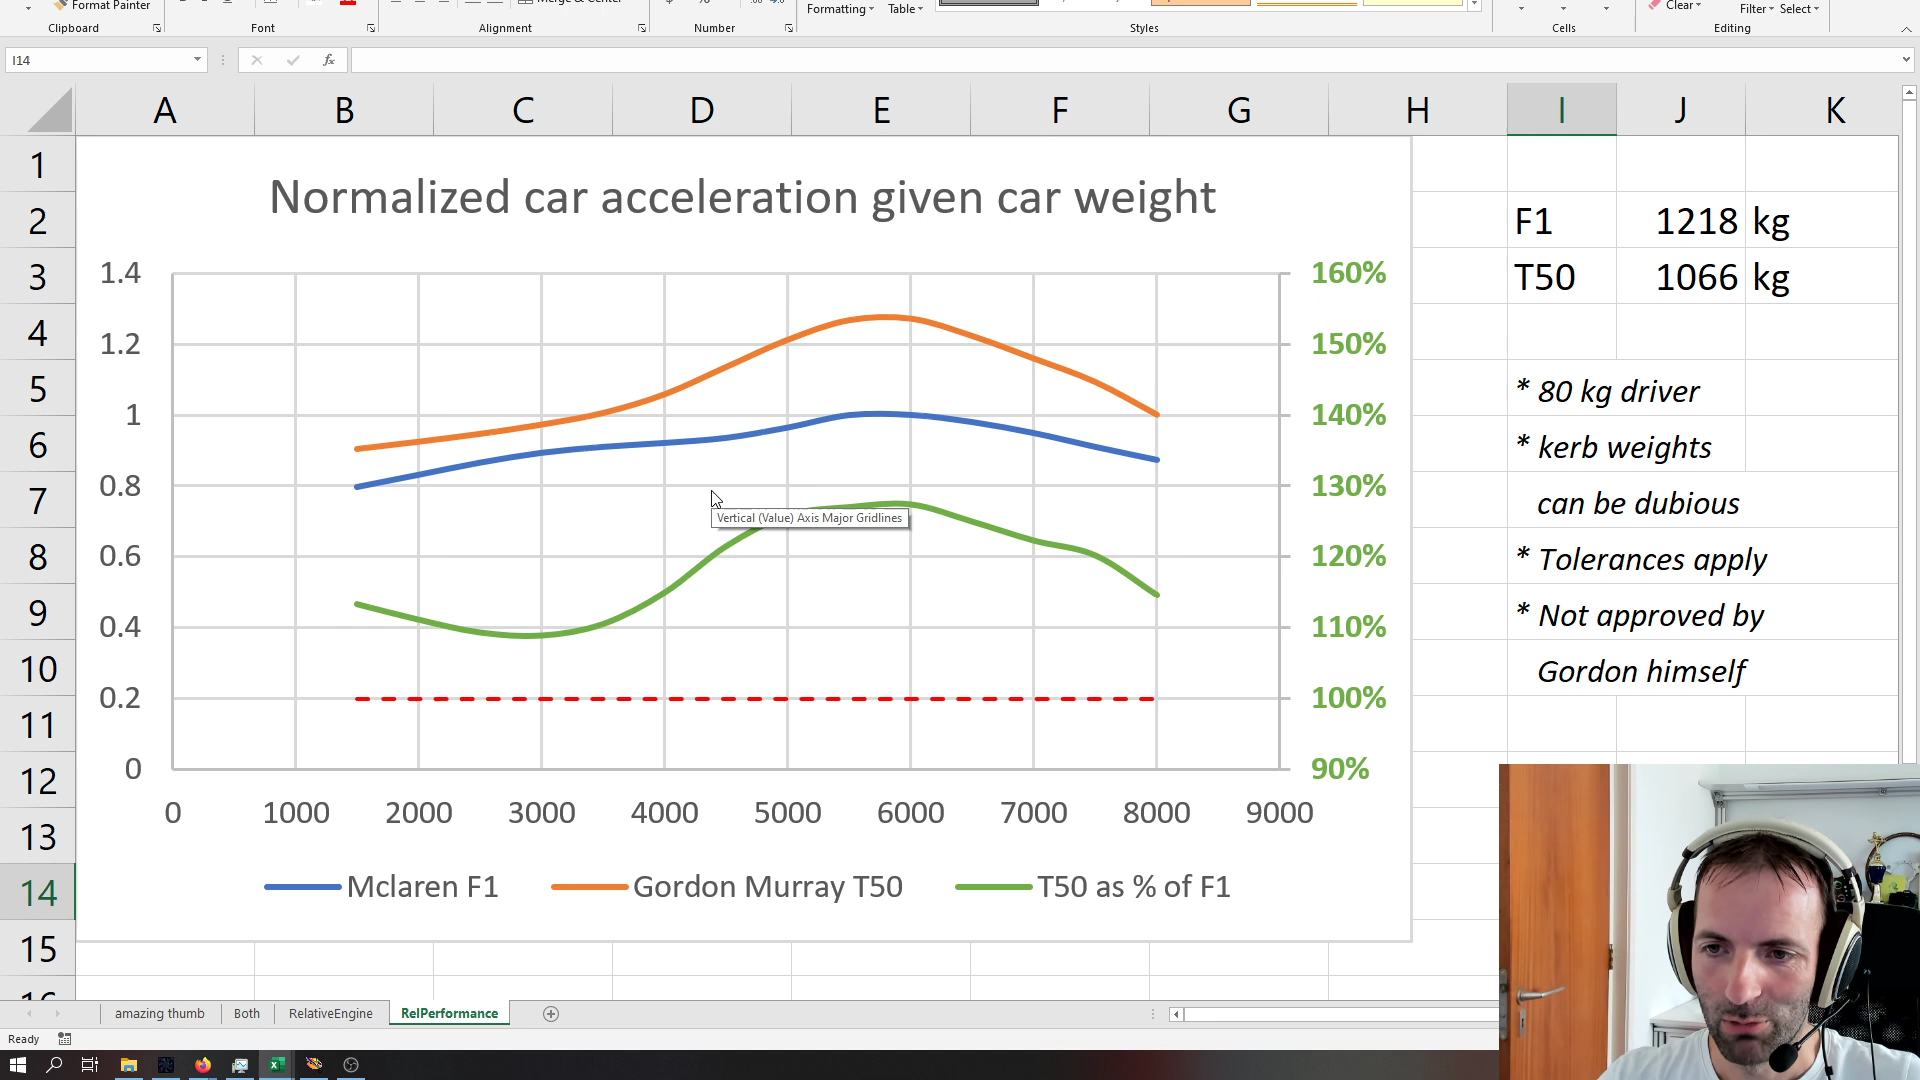 Format Painter
Merge & Center
Formatting
Table
Clear
Filter
Select
Clipboard
Font
Alignment
Number
Styles
Cells
Editing
I14
fx
A B C D E F G H I J K
1
2
3
4
5
6
7
8
9
10
11
12
13
14
15
16
Normalized car acceleration given car weight
1.4
1.2
1
0.8
0.6
0.4
0.2
0
160%
150%
140%
130%
120%
110%
100%
90%
Vertical (Value) Axis Major Gridlines
0 1000 2000 3000 4000 5000 6000 7000 8000 9000
Mclaren F1
Gordon Murray T50
T50 as % of F1
F1 1218 kg
T50 1066 kg
* 80 kg driver
* kerb weights
can be dubious
* Tolerances apply
* Not approved by
Gordon himself
amazing thumb
Both
RelativeEngine
RelPerformance
Ready